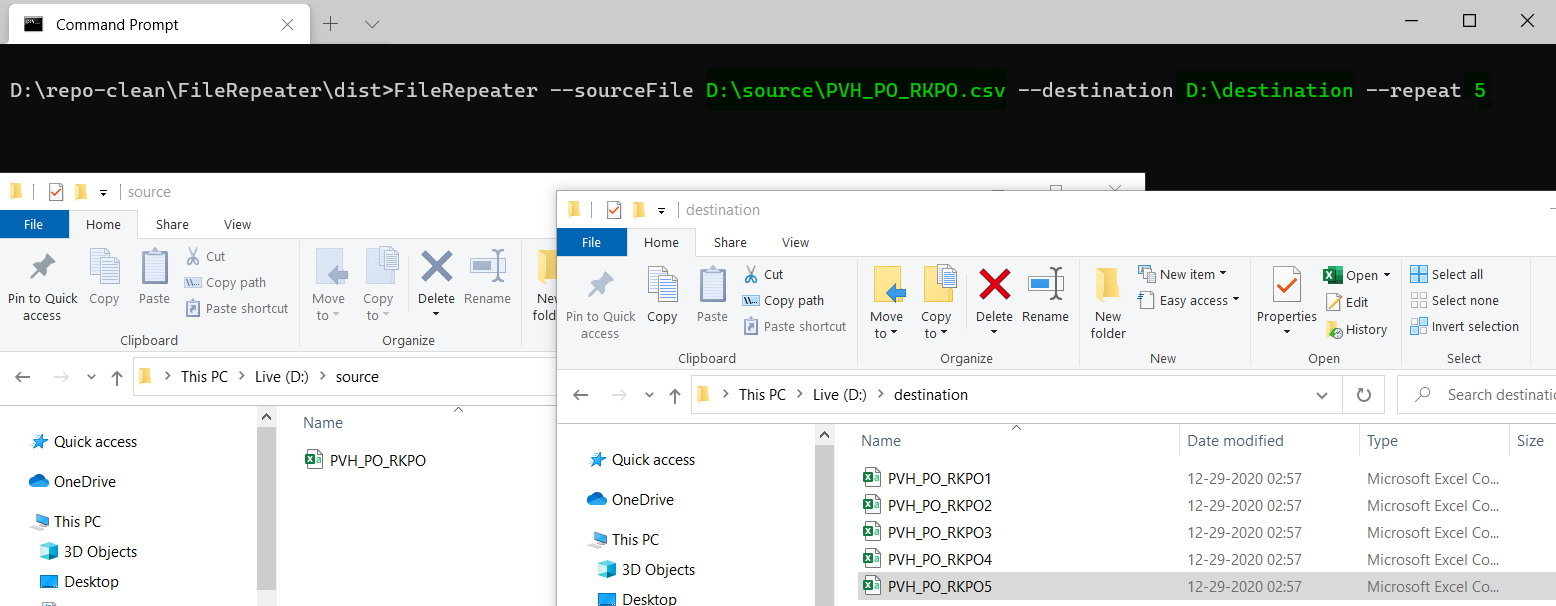 Command Prompt
D:\repo-clean\FileRepeater\dist>FileRepeater --sourceFile D:\source\PVH_PO_RKPO.csv --destination D:\destination --repeat 5
source
File Home Share View
Pin to Quick access
Copy
Paste
Cut
Copy path
Paste shortcut
Clipboard
Move to
Copy to
Delete
Rename
Organize
New
This PC > Live (D:) > source
Quick access
OneDrive
This PC
3D Objects
Desktop
Name
PVH_PO_RKPO
destination
File Home Share View
Pin to Quick access
Copy
Paste
Cut
Copy path
Paste shortcut
Clipboard
Move to
Copy to
Delete
Rename
Organize
New folder
New item
Easy access
New
Properties
Open
Edit
History
Open
Select all
Select none
Invert selection
Select
This PC > Live (D:) > destination
Search destinatio
Quick access
OneDrive
This PC
3D Objects
Desktop
Name Date modified Type Size
PVH_PO_RKPO1 12-29-2020 02:57 Microsoft Excel Co...
PVH_PO_RKPO2 12-29-2020 02:57 Microsoft Excel Co...
PVH_PO_RKPO3 12-29-2020 02:57 Microsoft Excel Co...
PVH_PO_RKPO4 12-29-2020 02:57 Microsoft Excel Co...
PVH_PO_RKPO5 12-29-2020 02:57 Microsoft Excel Co...